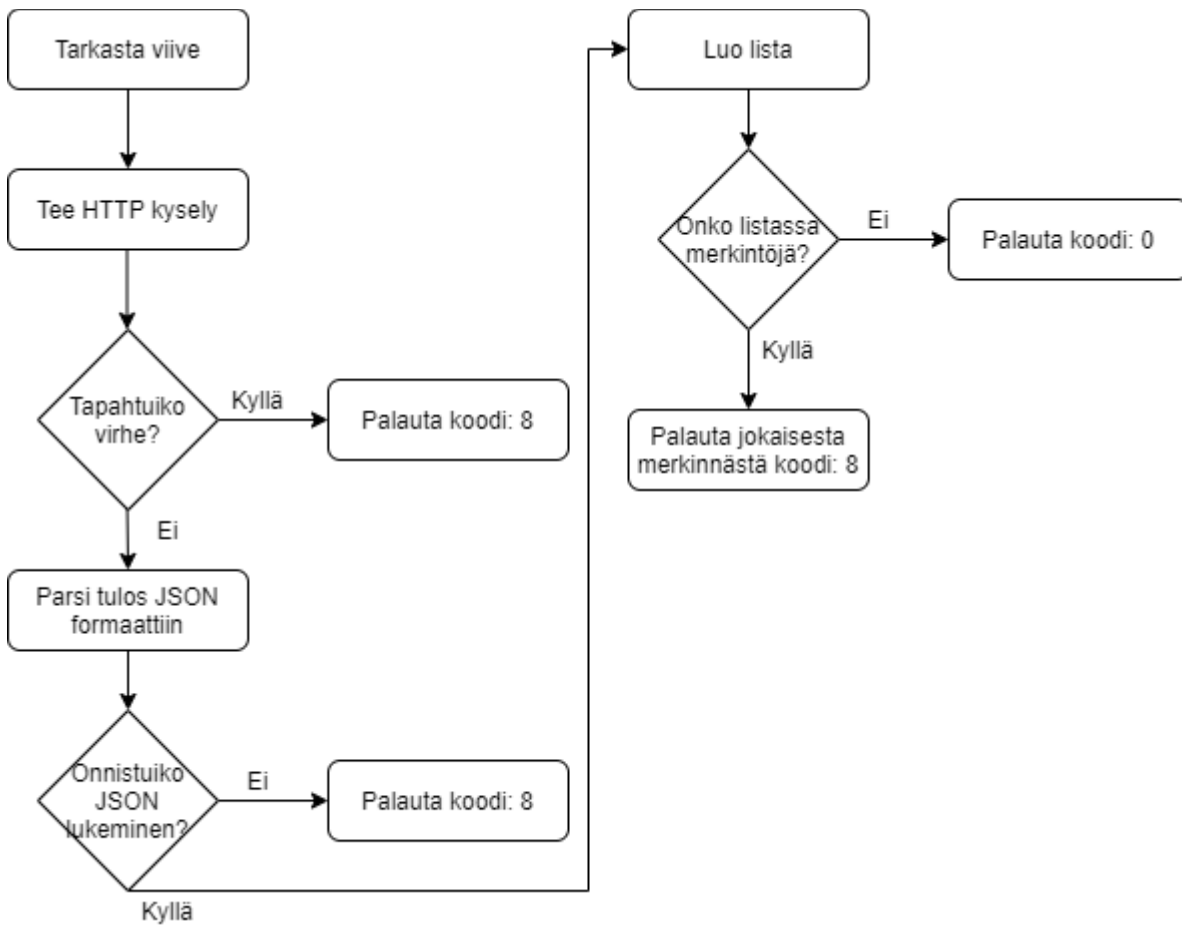 Tarkasta viive
Tee HTTP kysely
Tapahtuiko
virhe?
Kyllä
Palauta koodi: 8
Ei
Parsi tulos JSON
formaattiin
Onnistuiko
JSON
lukeminen?
Ei
Palauta koodi: 8
Kyllä
Luo lista
Onko listassa
merkintöjä?
Ei
Palauta koodi: 0
Kyllä
Palauta jokaisesta
merkinnästä koodi: 8